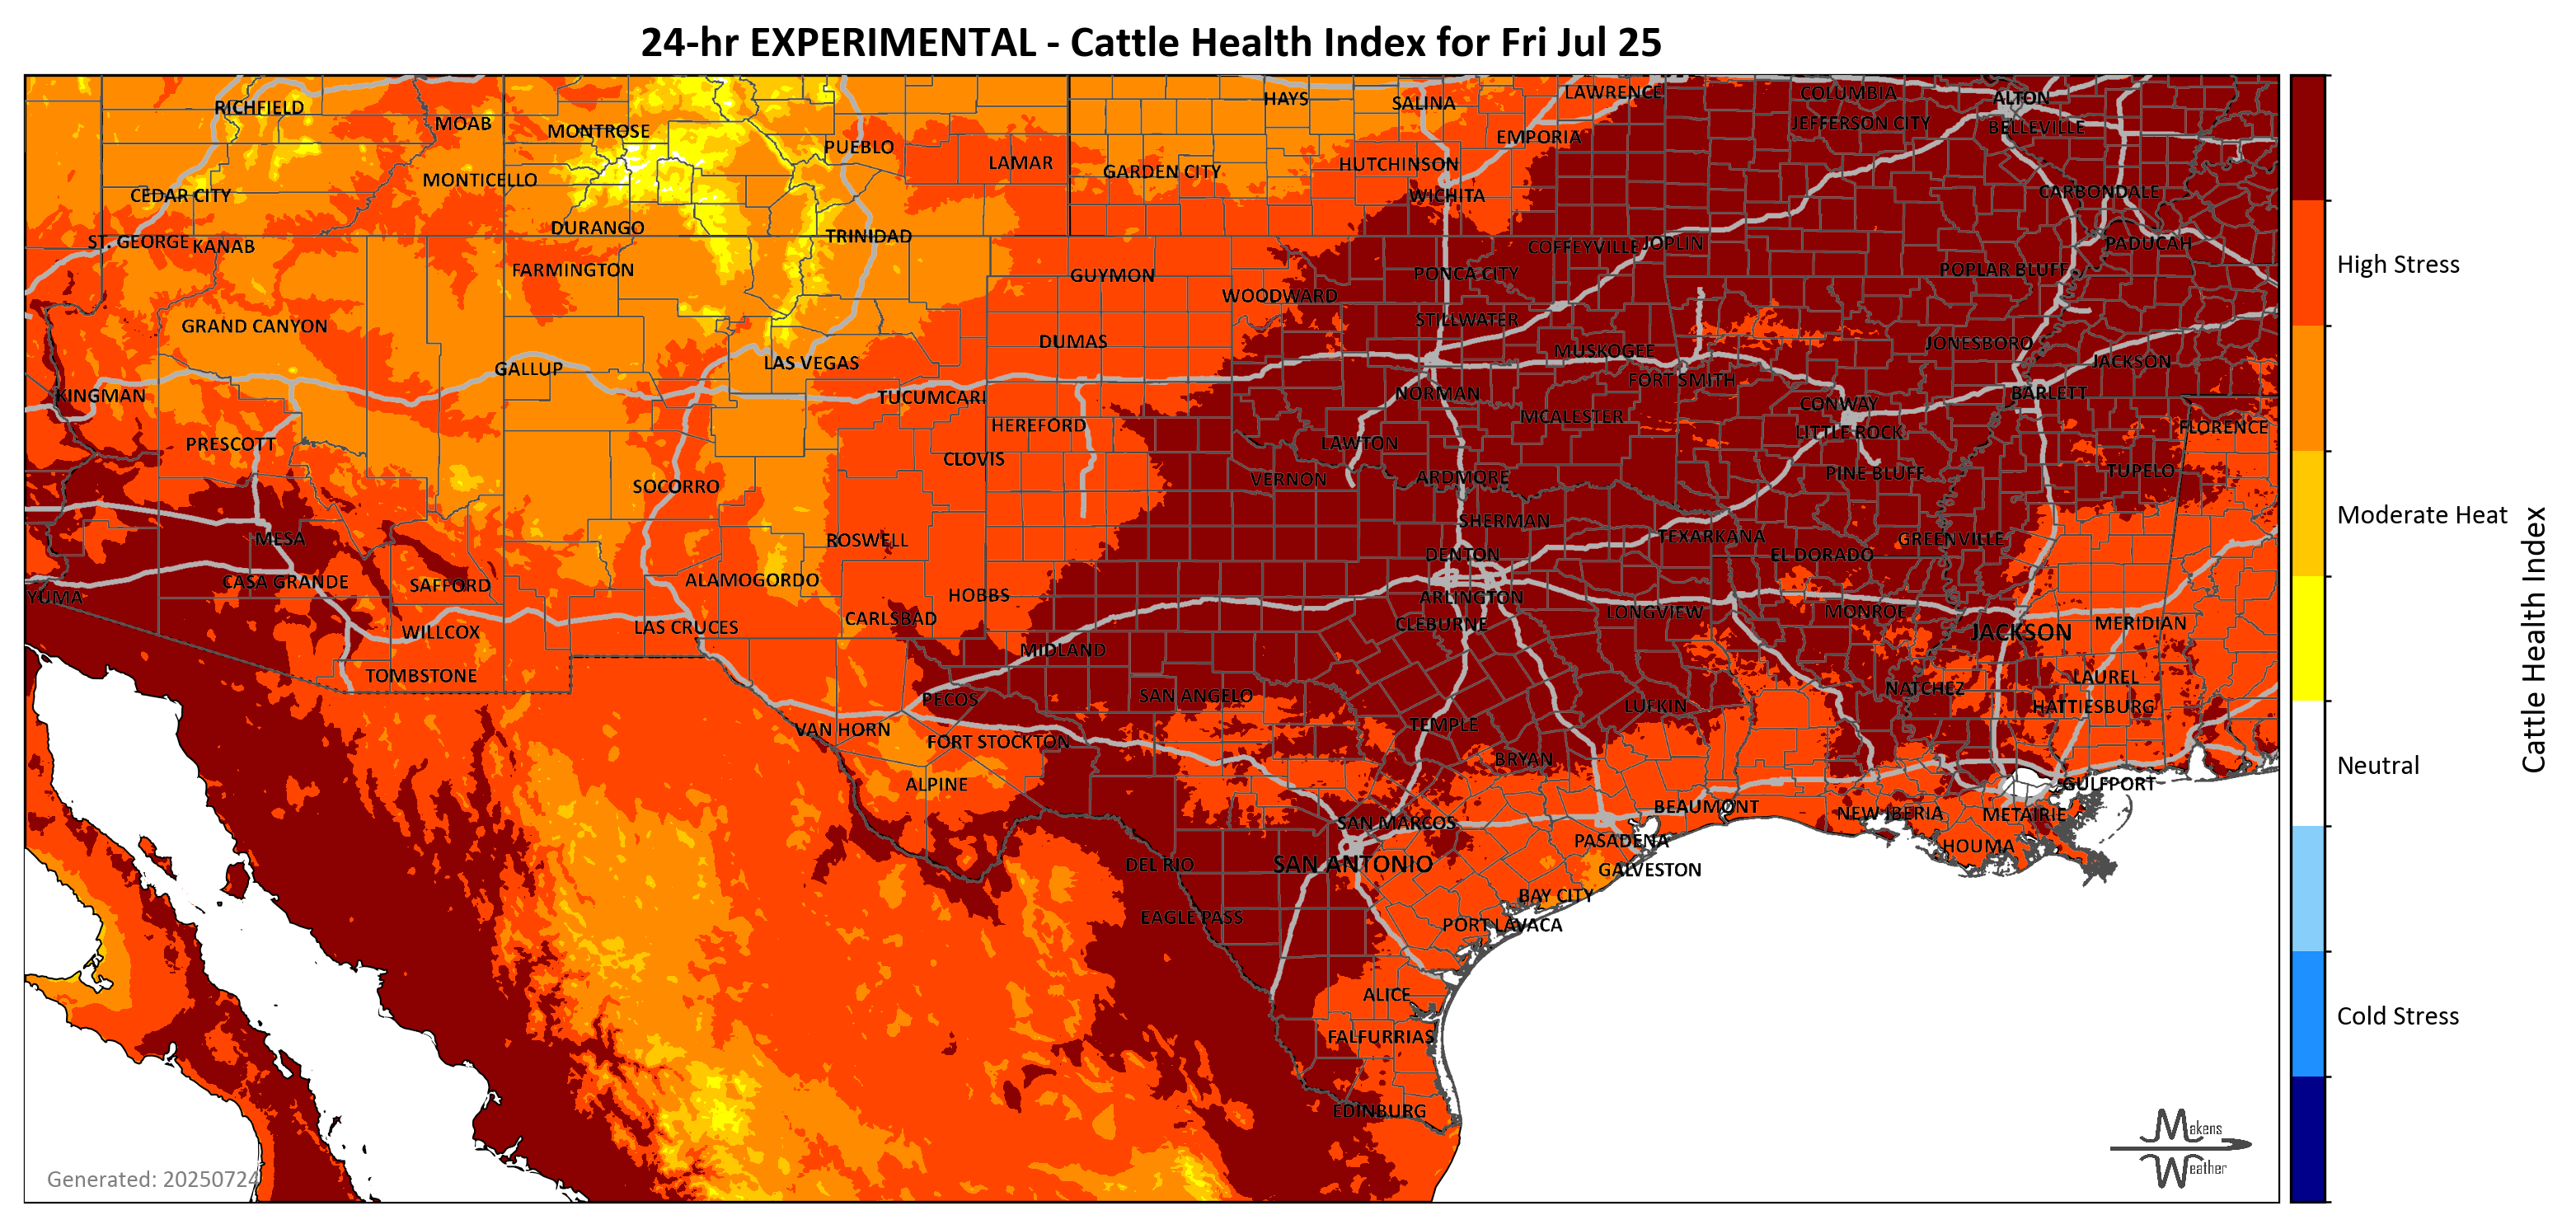 24-hr EXPERIMENTAL - Cattle Health Index for Fri Jul 25
RICHFIELD
MOAB
MONTROSE
PUEBLO
LAMAR
HAYS
SALINA
LAWRENCE
COLUMBIA
ALTON
JEFFERSON CITY
BELLEVILLE
EMPORIA
HUTCHINSON
GARDEN CITY
MONTICELLO
CEDAR CITY
WICHITA
CARBONDALE
DURANGO
TRINIDAD
ST. GEORGE
KANAB
COFFEYVILLE
JOPLIN
PADUCAH
High Stress
FARMINGTON
GUYMON
PONCA CITY
POPLAR BLUFF
WOODWARD
GRAND CANYON
STILLWATER
DUMAS
MUSKOGEE
JONESBORO
GALLUP
LAS VEGAS
JACKSON
FORT SMITH
KINGMAN
TUCUMCARI
NORMAN
BARLETT
CONWAY
MCALESTER
HEREFORD
FLORENCE
PRESCOTT
LAWTON
LITTLE ROCK
CLOVIS
VERNON
ARDMORE
PINE BLUFF
TUPELO
SOCORRO
SHERMAN
Moderate Heat
MESA
ROSWELL
TEXARKANA
GREENVILLE
DENTON
EL DORADO
CASA GRANDE
SAFFORD
ALAMOGORDO
YUMA
HOBBS
ARLINGTON
CARLSBAD
CLEBURNE
LONGVIEW
MONROE
MERIDIAN
WILLCOX
LAS CRUCES
JACKSON
MIDLAND
TOMBSTONE
LAUREL
PECOS
SAN ANGELO
NATCHEZ
LUFKIN
HATTIESBURG
VAN HORN
TEMPLE
FORT STOCKTON
BRYAN
Neutral
ALPINE
GULFPORT
BEAUMONT
NEW IBERIA
METAIRIE
SAN MARCOS
PASADENA
HOUMA
DEL RIO
SAN ANTONIO
GALVESTON
BAY CITY
EAGLE PASS
PORT LAVACA
ALICE
Cold Stress
FALFURRIAS
EDINBURG
Cattle Health Index
Makens
Weather
Generated: 20250724